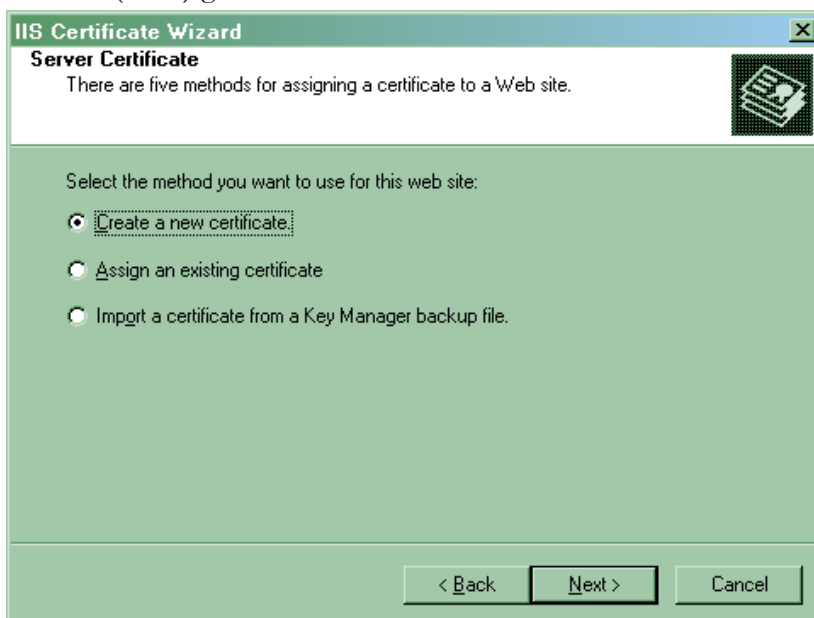 IIS Certificate Wizard
Server Certificate
There are five methods for assigning a certificate to a Web site.
Select the method you want to use for this web site:
Create a new certificate.
Assign an existing certificate
Import a certificate from a Key Manager backup file.
< Back Next > Cancel